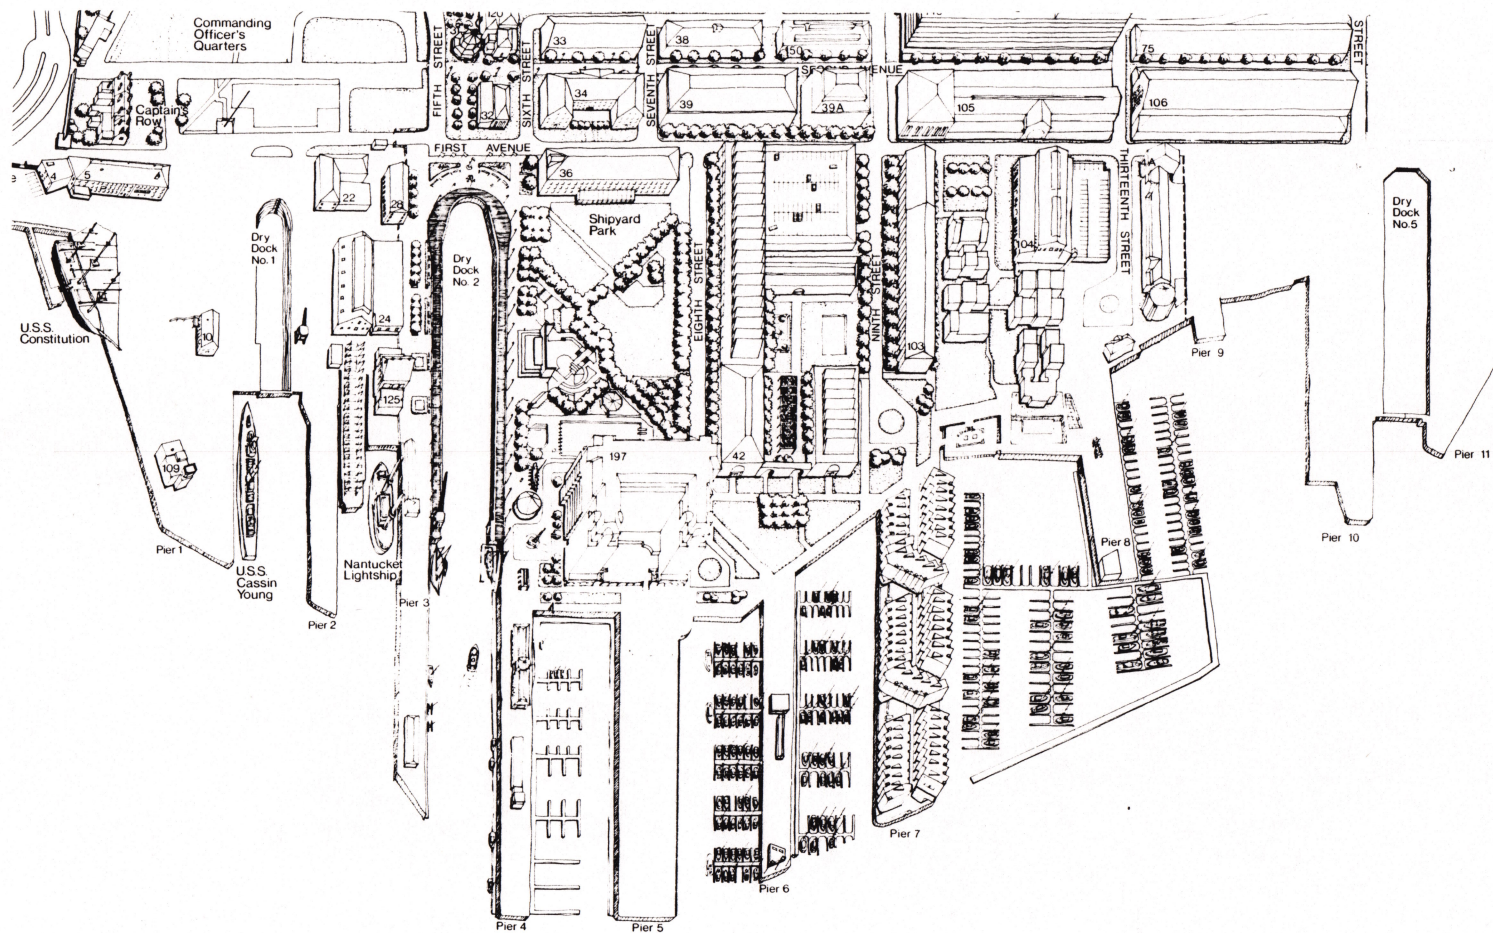 Commanding
Officer's
Quarters
FIFTH STREET
SIXTH STREET
33
SEVENTH STREET
38
150
SECOND AVENUE
75
STREET
Captain's
Row
32
34
39
39A
105
106
FIRST AVENUE
4
5
22
28
36
Shipyard
Park
EIGHTH STREET
NINTH STREET
103
104
THIRTEENTH STREET
Dry
Dock
No. 1
Dry
Dock
No. 2
Dry
Dock
No. 5
U.S.S.
Constitution
10
24
125
109
197
42
Pier 1
U.S.S.
Cassin
Young
Pier 2
Nantucket
Lightship
Pier 3
Pier 4
Pier 5
Pier 6
Pier 7
Pier 8
Pier 9
Pier 10
Pier 11